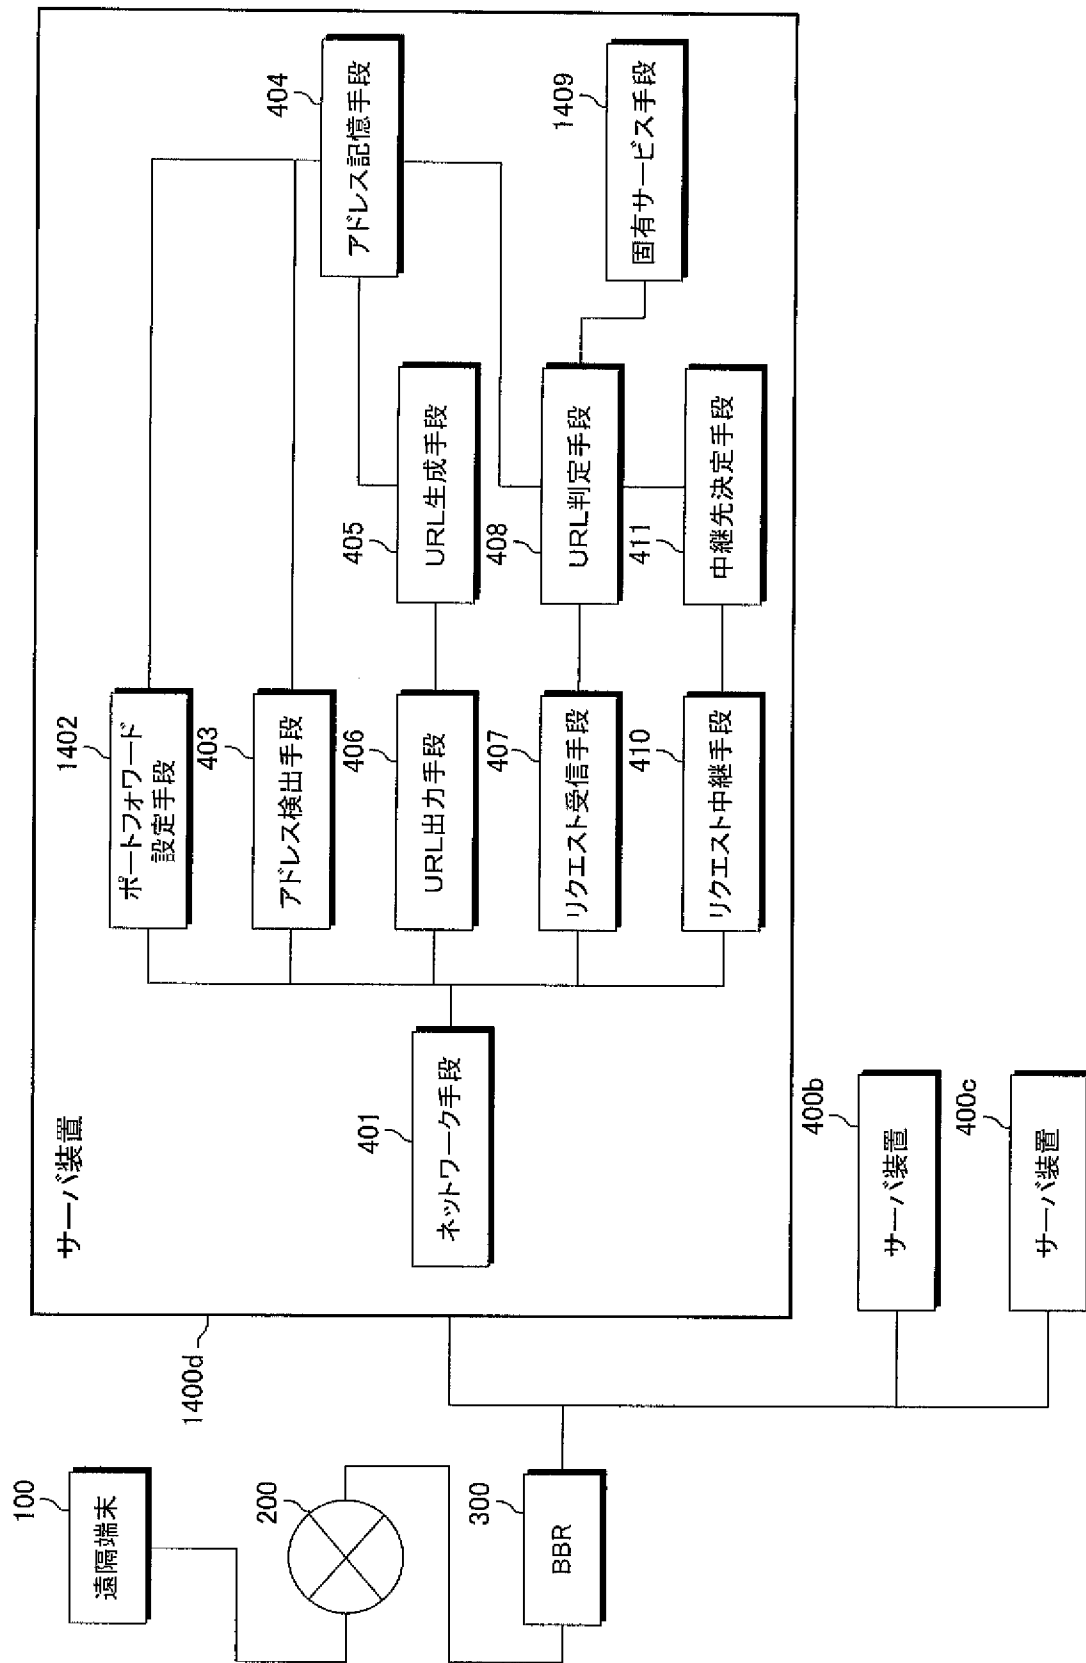 サーバ装置
1400d
遠隔端末
100
200
BBR
300
ネットワーク手段
401
ポートフォワード
設定手段
1402
アドレス検出手段
403
URL出力手段
406
リクエスト受信手段
407
リクエスト中継手段
410
アドレス記憶手段
404
URL生成手段
405
URL判定手段
408
中継先決定手段
411
固有サービス手段
1409
サーバ装置
400b
サーバ装置
400c